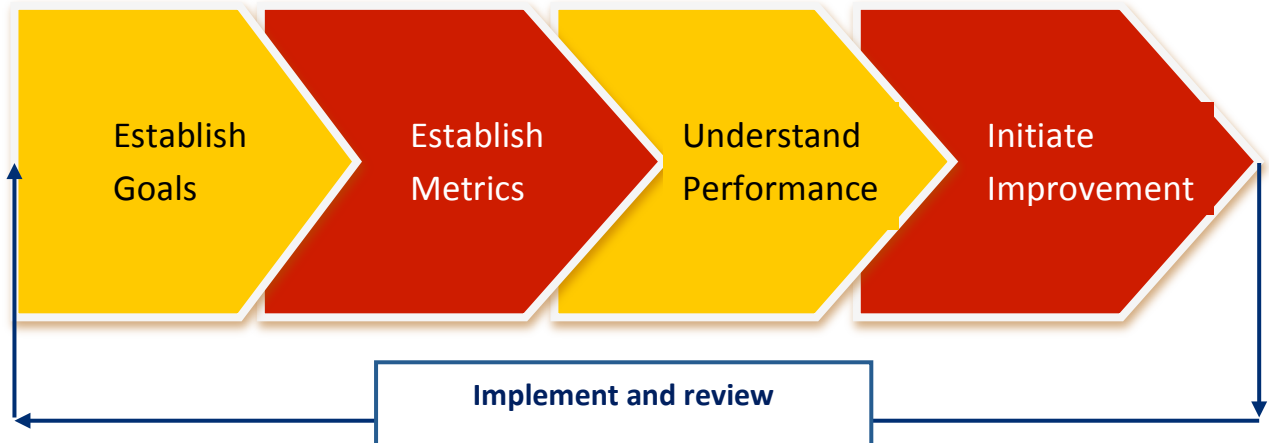 Establish
Goals
Establish
Metrics
Understand
Performance
Initiate
Improvement
Implement and review